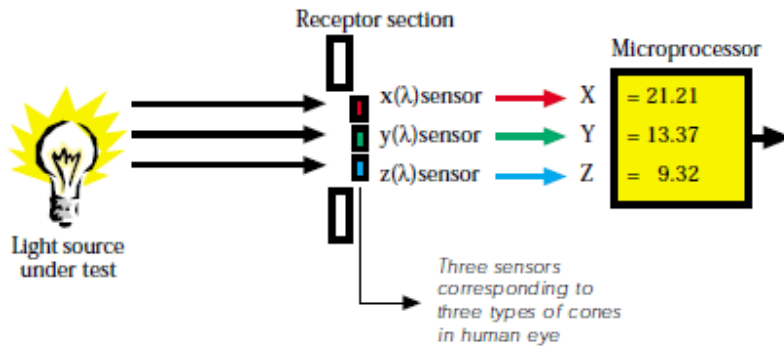 Receptor section
Microprocessor
x(λ)sensor X = 21.21
y(λ)sensor Y = 13.37
z(λ)sensor Z = 9.32
Light source
under test
Three sensors
corresponding to
three types of cones
in human eye